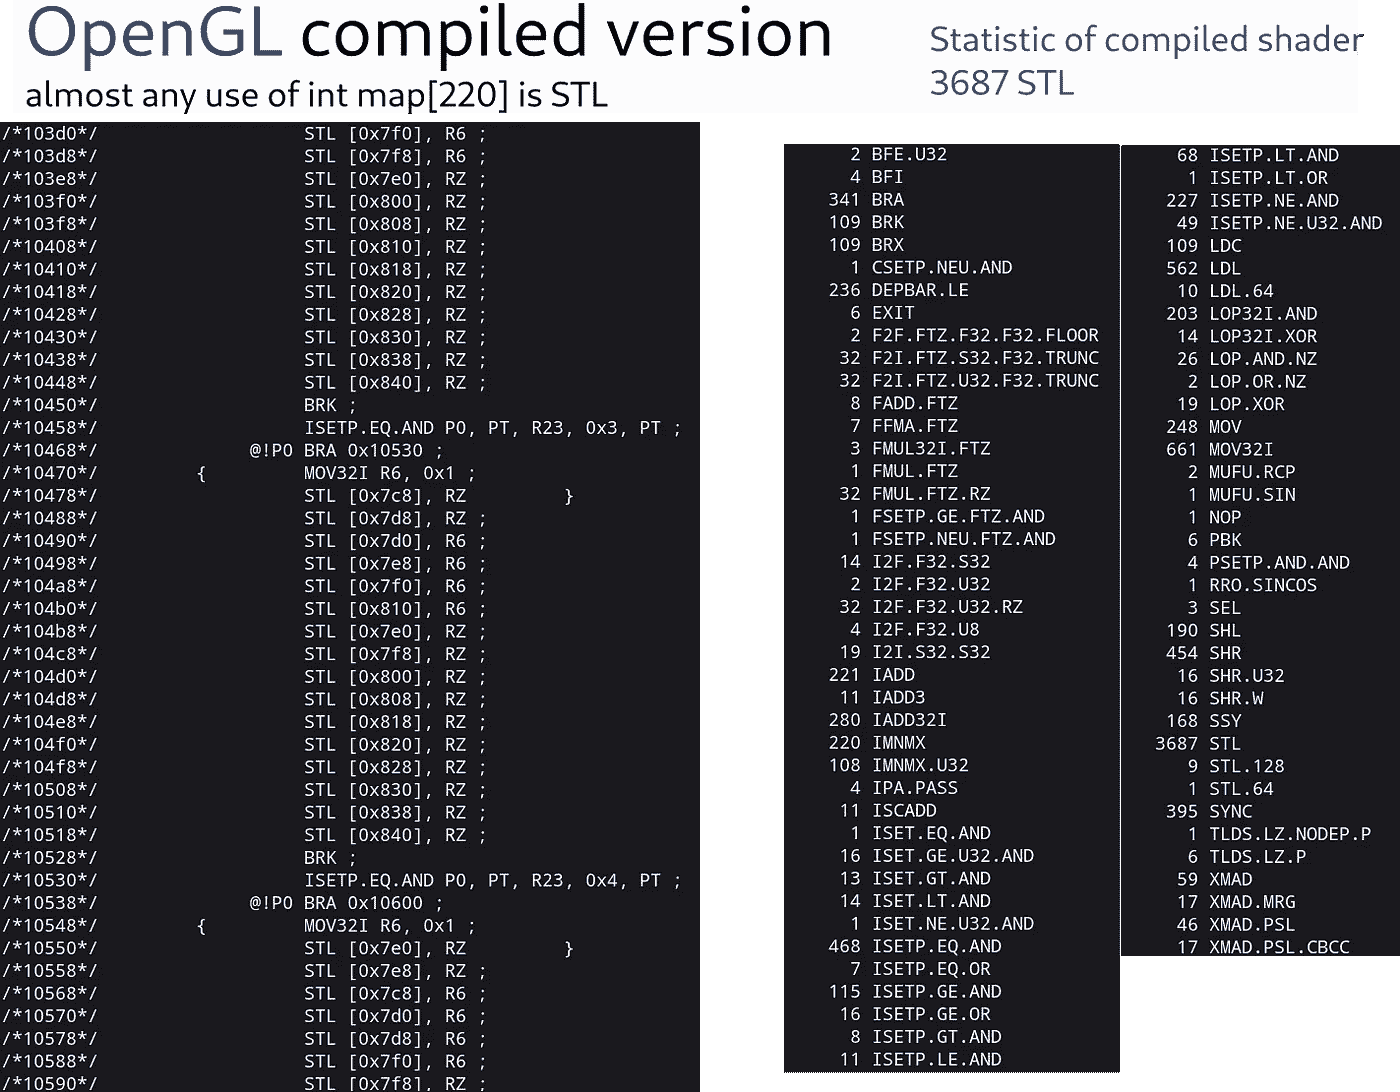 OpenGL compiled version
almost any use of int map[220] is STL
Statistic of compiled shader
3687 STL
/*103d0*/ STL [0x7f0], R6 ;
/*103d8*/ STL [0x7f8], R6 ;
/*103e8*/ STL [0x7e0], RZ ;
/*103f0*/ STL [0x800], RZ ;
/*103f8*/ STL [0x808], RZ ;
/*10408*/ STL [0x810], RZ ;
/*10410*/ STL [0x818], RZ ;
/*10418*/ STL [0x820], RZ ;
/*10428*/ STL [0x828], RZ ;
/*10430*/ STL [0x830], RZ ;
/*10438*/ STL [0x838], RZ ;
/*10448*/ STL [0x840], RZ ;
/*10450*/ BRK ;
/*10458*/ ISETP.EQ.AND P0, PT, R23, 0x3, PT ;
/*10468*/ @!P0 BRA 0x10530 ;
/*10470*/ { MOV32I R6, 0x1 ;
/*10478*/ STL [0x7c8], RZ }
/*10488*/ STL [0x7d8], RZ ;
/*10490*/ STL [0x7d0], R6 ;
/*10498*/ STL [0x7e8], R6 ;
/*104a8*/ STL [0x7f0], R6 ;
/*104b0*/ STL [0x810], R6 ;
/*104b8*/ STL [0x7e0], RZ ;
/*104c8*/ STL [0x7f8], RZ ;
/*104d0*/ STL [0x800], RZ ;
/*104d8*/ STL [0x808], RZ ;
/*104e8*/ STL [0x818], RZ ;
/*104f0*/ STL [0x820], RZ ;
/*104f8*/ STL [0x828], RZ ;
/*10508*/ STL [0x830], RZ ;
/*10510*/ STL [0x838], RZ ;
/*10518*/ STL [0x840], RZ ;
/*10528*/ BRK ;
/*10530*/ ISETP.EQ.AND P0, PT, R23, 0x4, PT ;
/*10538*/ @!P0 BRA 0x10600 ;
/*10548*/ { MOV32I R6, 0x1 ;
/*10550*/ STL [0x7e0], RZ }
/*10558*/ STL [0x7e8], RZ ;
/*10568*/ STL [0x7c8], R6 ;
/*10570*/ STL [0x7d0], R6 ;
/*10578*/ STL [0x7d8], R6 ;
/*10588*/ STL [0x7f0], R6 ;
/*10590*/ STL [0x7f8], RZ ;
2 BFE.U32
4 BFI
341 BRA
109 BRK
109 BRX
1 CSETP.NEU.AND
236 DEPBAR.LE
6 EXIT
2 F2F.FTZ.F32.F32.FLOOR
32 F2I.FTZ.S32.F32.TRUNC
32 F2I.FTZ.U32.F32.TRUNC
8 FADD.FTZ
7 FFMA.FTZ
3 FMUL32I.FTZ
1 FMUL.FTZ
32 FMUL.FTZ.RZ
1 FSETP.GE.FTZ.AND
1 FSETP.NEU.FTZ.AND
14 I2F.F32.S32
2 I2F.F32.U32
32 I2F.F32.U32.RZ
4 I2F.F32.U8
19 I2I.S32.S32
221 IADD
11 IADD3
280 IADD32I
220 IMNMX
108 IMNMX.U32
4 IPA.PASS
11 ISCADD
1 ISET.EQ.AND
16 ISET.GE.U32.AND
13 ISET.GT.AND
14 ISET.LT.AND
1 ISET.NE.U32.AND
468 ISETP.EQ.AND
7 ISETP.EQ.OR
115 ISETP.GE.AND
16 ISETP.GE.OR
8 ISETP.GT.AND
11 ISETP.LE.AND
68 ISETP.LT.AND
1 ISETP.LT.OR
227 ISETP.NE.AND
49 ISETP.NE.U32.AND
109 LDC
562 LDL
10 LDL.64
203 LOP32I.AND
14 LOP32I.XOR
26 LOP.AND.NZ
2 LOP.OR.NZ
19 LOP.XOR
248 MOV
661 MOV32I
2 MUFU.RCP
1 MUFU.SIN
1 NOP
6 PBK
4 PSETP.AND.AND
1 RRO.SINCOS
3 SEL
190 SHL
454 SHR
16 SHR.U32
16 SHR.W
168 SSY
3687 STL
9 STL.128
1 STL.64
395 SYNC
1 TLDS.LZ.NODEP.P
6 TLDS.LZ.P
59 XMAD
17 XMAD.MRG
46 XMAD.PSL
17 XMAD.PSL.CBCC